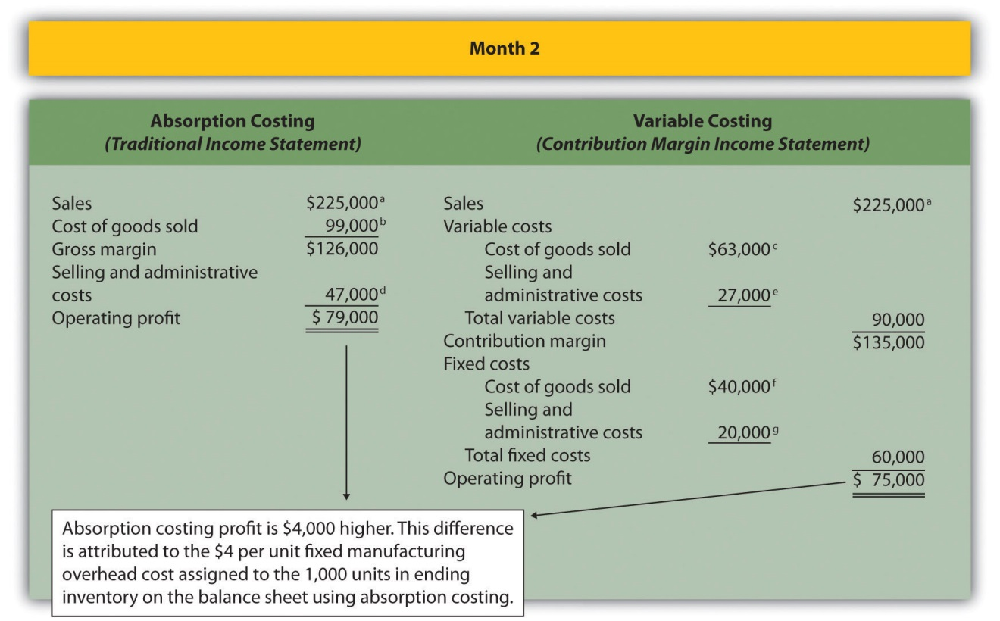 Month 2
Absorption Costing
(Traditional Income Statement)
Variable Costing
(Contribution Margin Income Statement)
Sales $225,000a
Cost of goods sold 99,000b
Gross margin $126,000
Selling and administrative
costs 47,000d
Operating profit $ 79,000
Sales $225,000a
Variable costs
Cost of goods sold $63,000c
Selling and
administrative costs 27,000e
Total variable costs 90,000
Contribution margin $135,000
Fixed costs
Cost of goods sold $40,000f
Selling and
administrative costs 20,000g
Total fixed costs 60,000
Operating profit $ 75,000
Absorption costing profit is $4,000 higher. This difference
is attributed to the $4 per unit fixed manufacturing
overhead cost assigned to the 1,000 units in ending
inventory on the balance sheet using absorption costing.